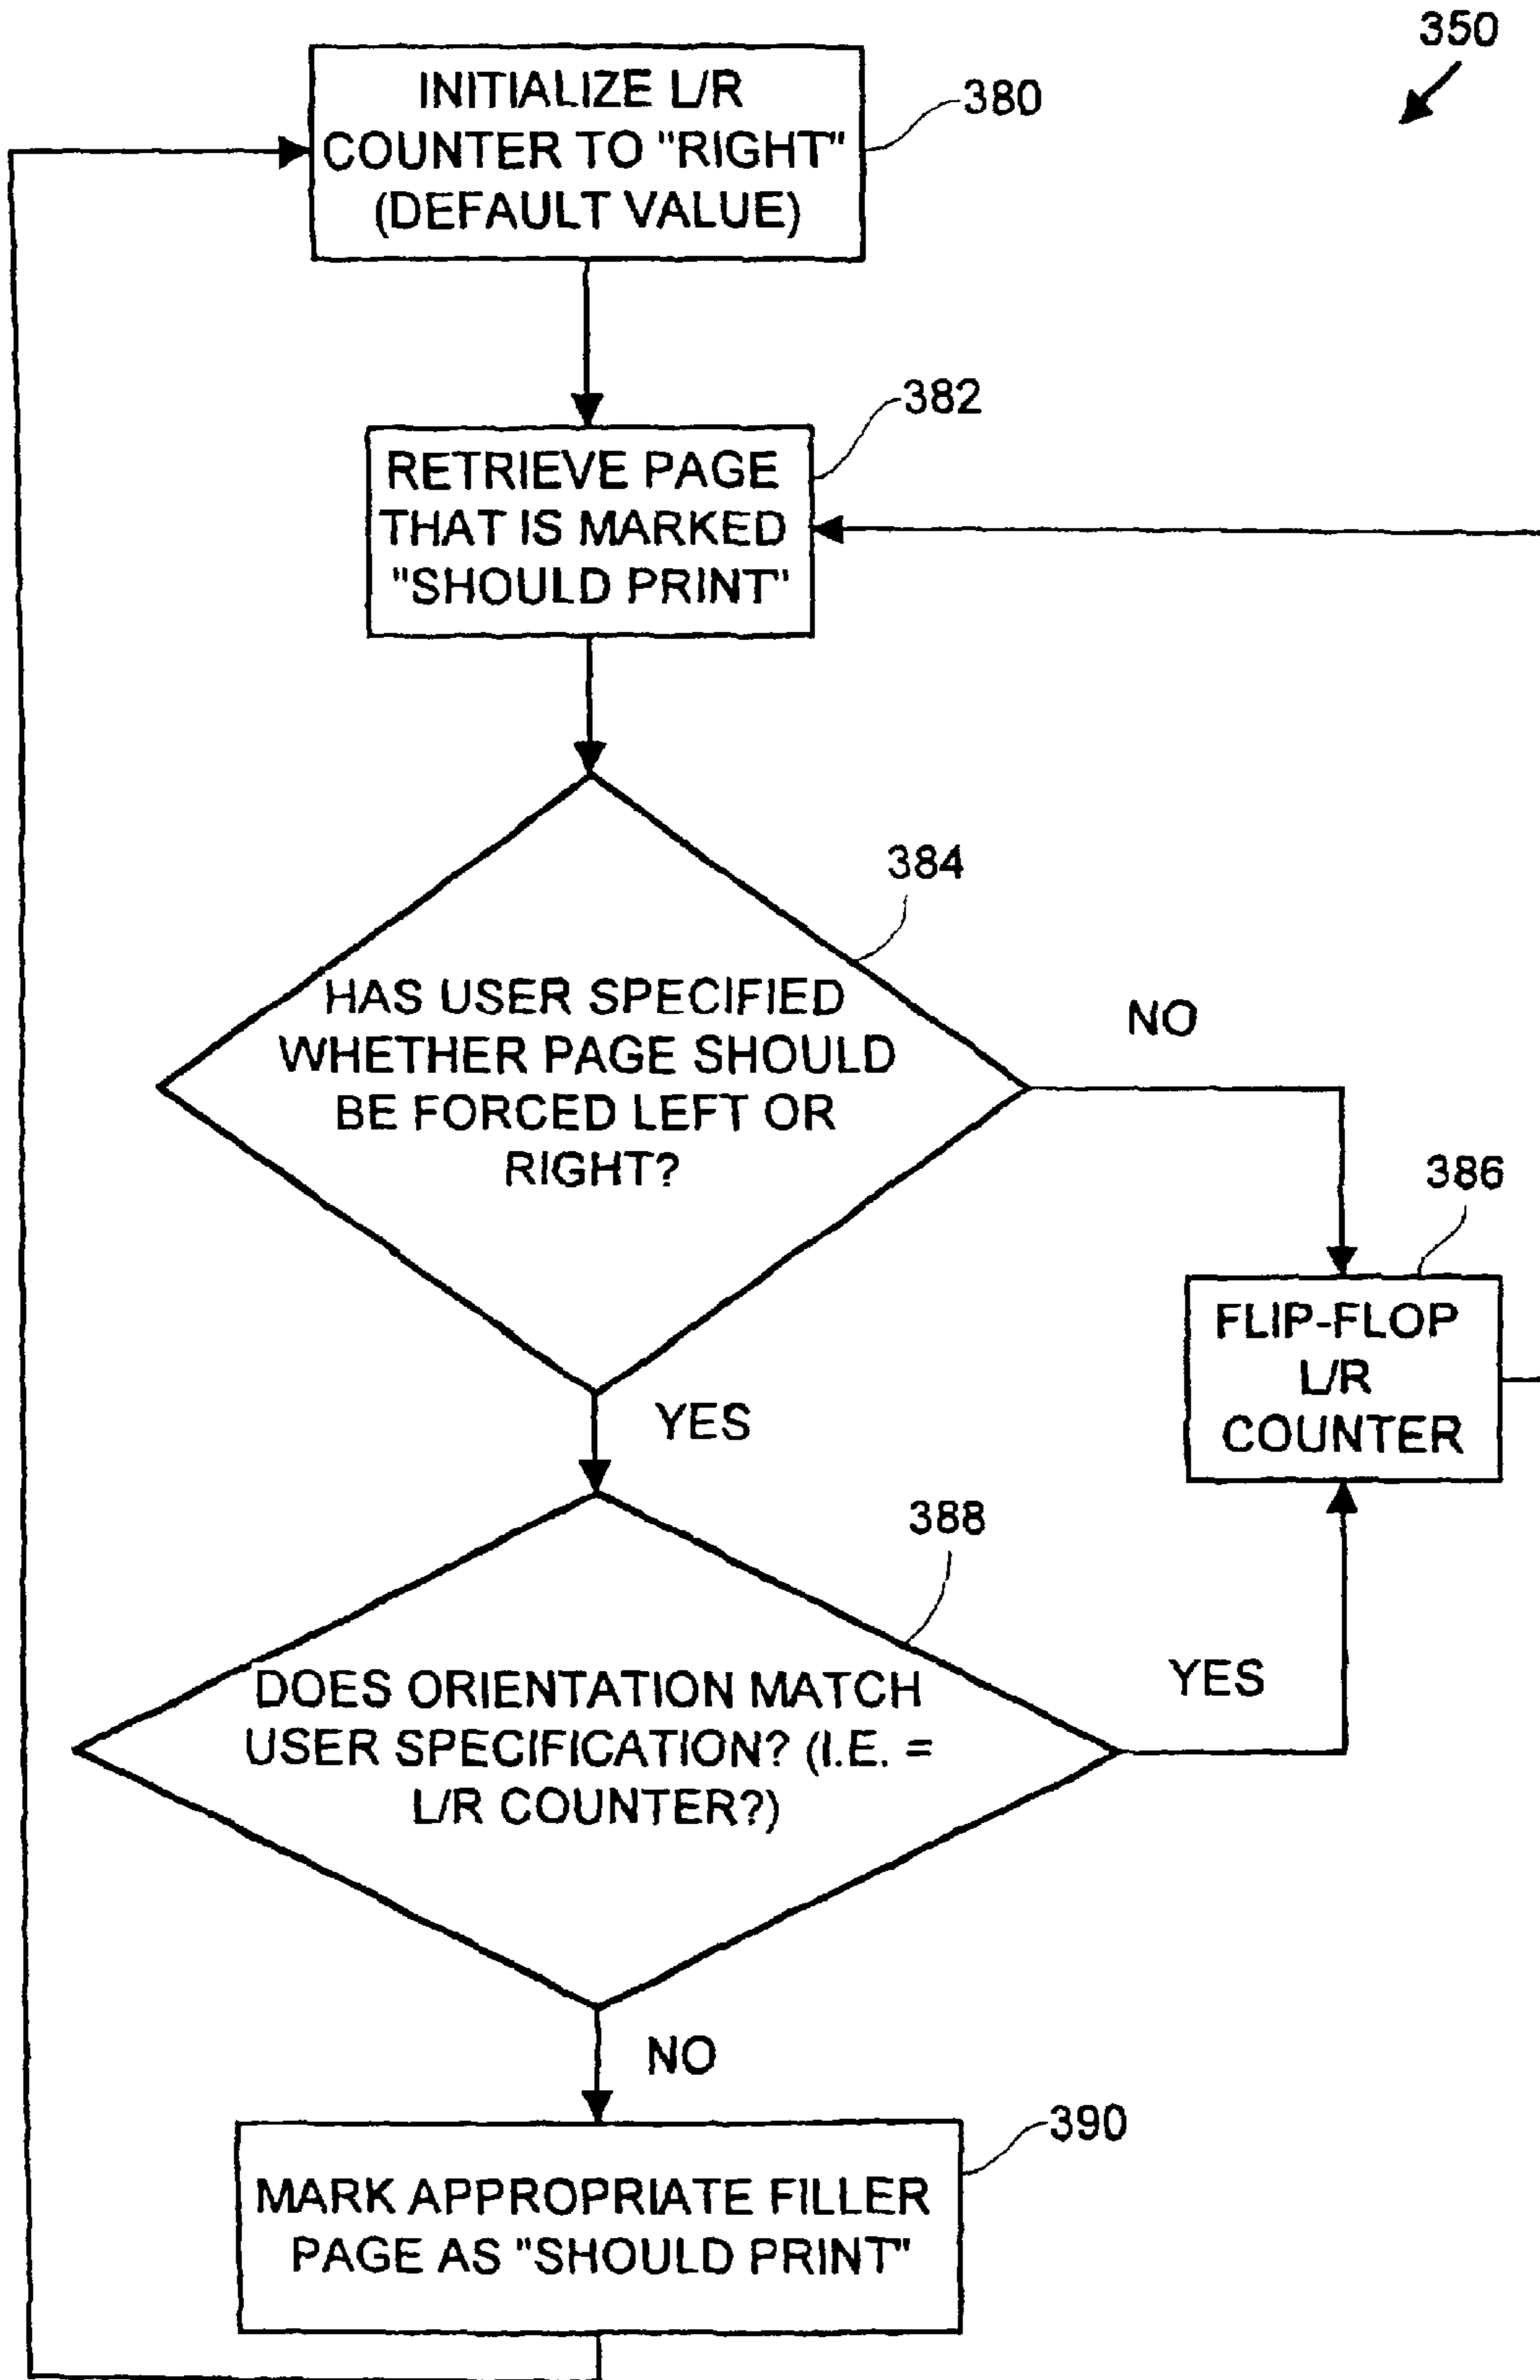 350
INITIALIZE L/R
COUNTER TO "RIGHT"
(DEFAULT VALUE)
380
382
RETRIEVE PAGE
THAT IS MARKED
"SHOULD PRINT"
384
HAS USER SPECIFIED
WHETHER PAGE SHOULD
BE FORCED LEFT OR
RIGHT?
NO
386
FLIP-FLOP
L/R
COUNTER
YES
388
DOES ORIENTATION MATCH
USER SPECIFICATION? (I.E. =
L/R COUNTER?)
YES
NO
390
MARK APPROPRIATE FILLER
PAGE AS "SHOULD PRINT"